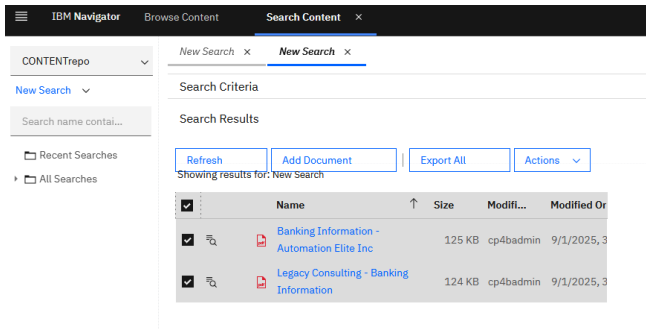 IBM Navigator Browse Content Search Content ×
New Search × New Search ×
CONTENTrepo
New Search
Search name contai...
Recent Searches
All Searches
Search Criteria
Search Results
Refresh Add Document Export All Actions
Showing results for: New Search
Name Size Modifi... Modified On
Banking Information -
Automation Elite Inc 125 KB cp4badmin 9/1/2025, 3
Legacy Consulting - Banking
Information 124 KB cp4badmin 9/1/2025, 3